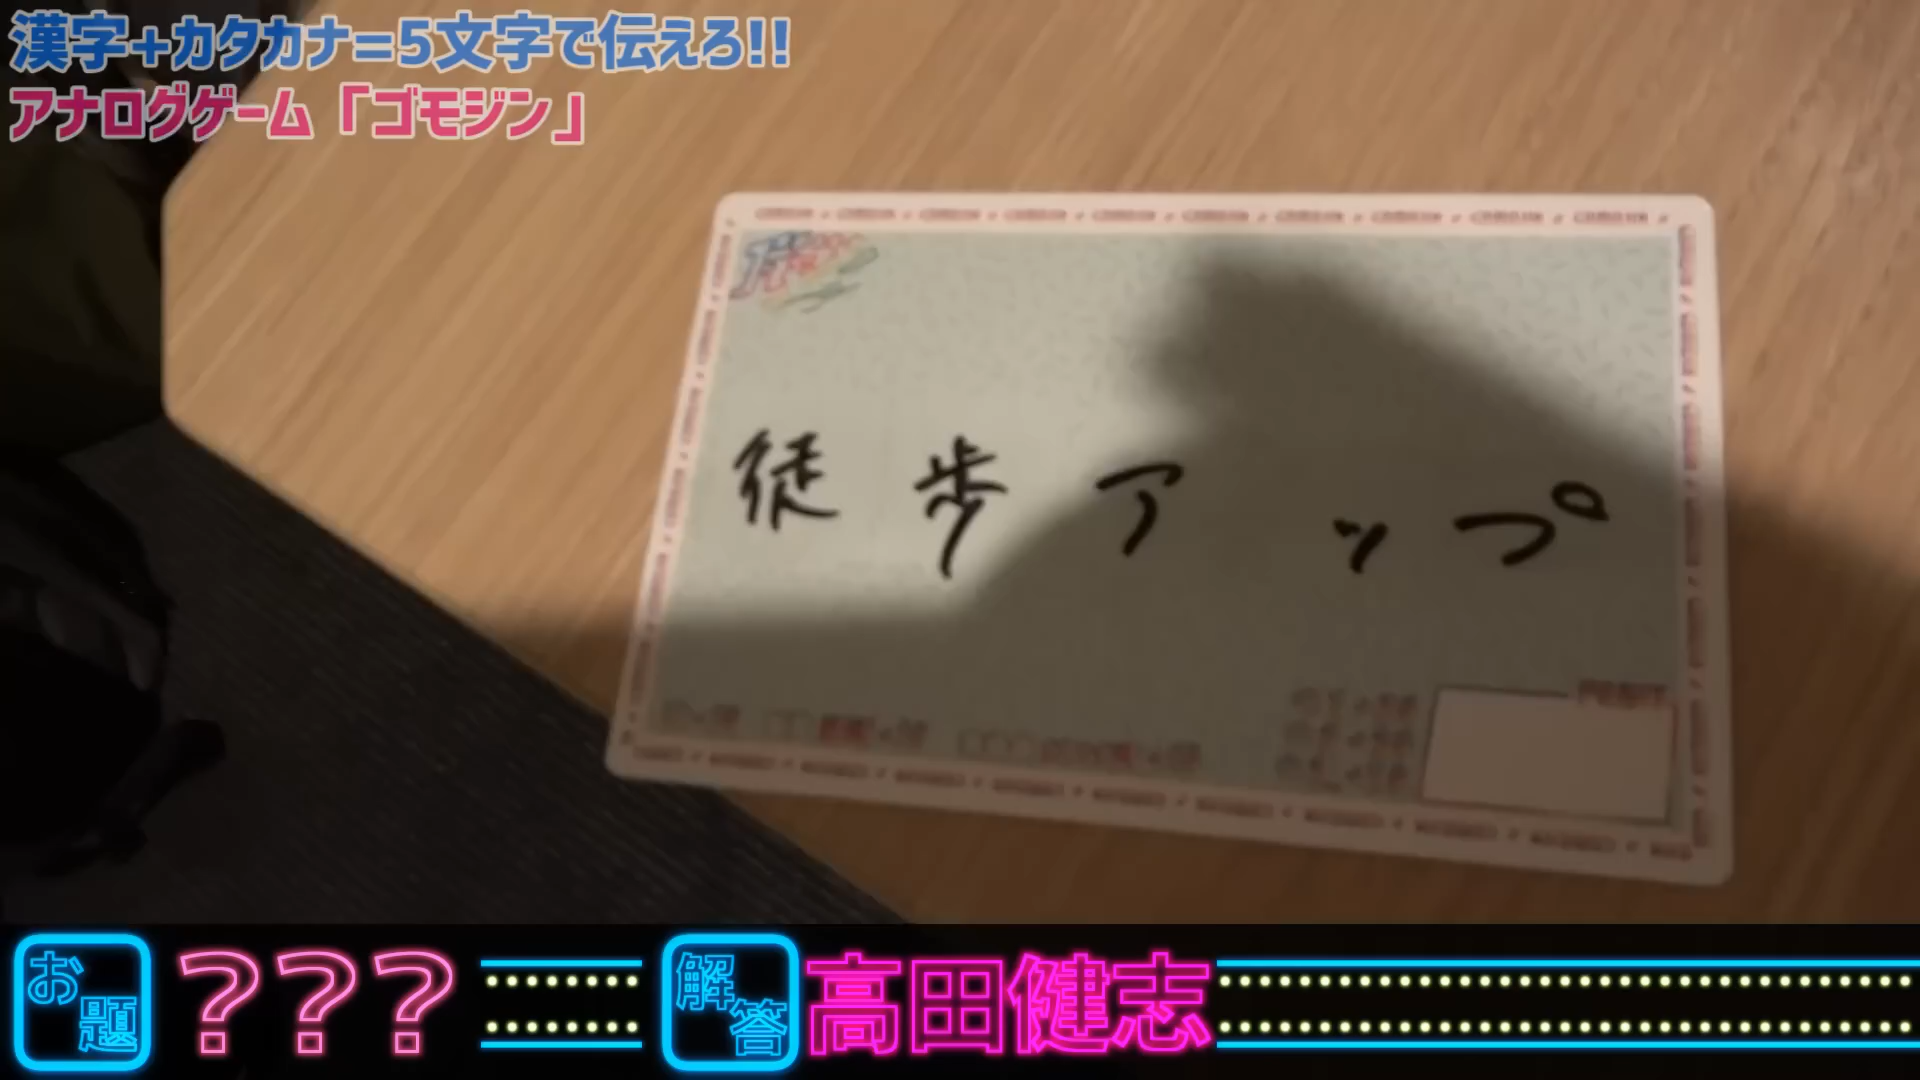 漢字+カタカナ=5文字で伝えろ!!
アナログゲーム「ゴモジン」
徒歩アップ
お題
???
解答
高田健志